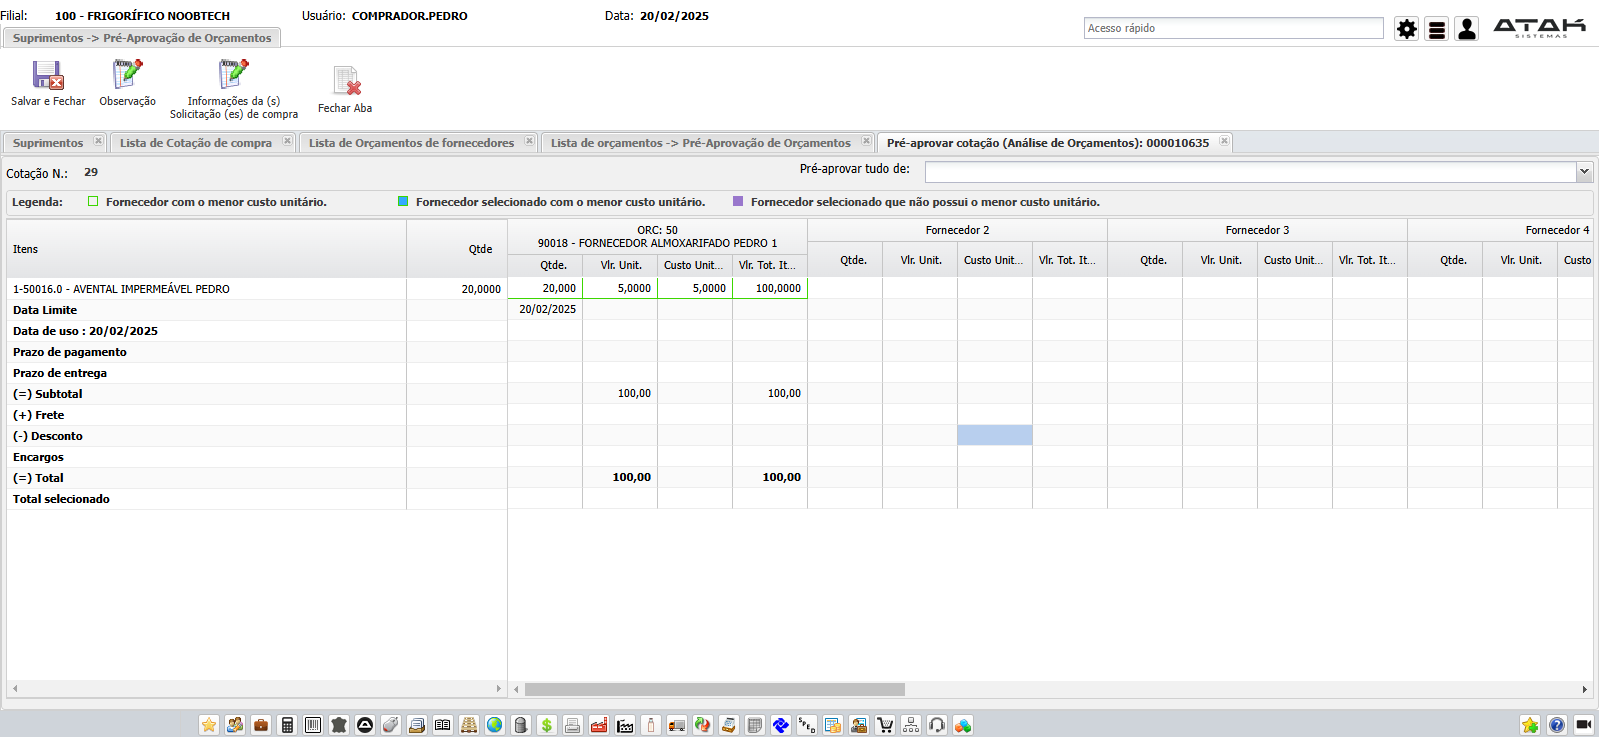 Filial: 100 - FRIGORÍFICO NOOBTECH Usuário: COMPRADOR.PEDRO Data: 20/02/2025
Suprimentos -> Pré-Aprovação de Orçamentos
Acesso rápido
ATAK
SISTEMAS
Salvar e Fechar
Observação
Informações da (s)
Solicitação (es) de compra
Fechar Aba
Suprimentos
Lista de Cotação de compra
Lista de Orçamentos de fornecedores
Lista de orçamentos -> Pré-Aprovação de Orçamentos
Pré-aprovar cotação (Análise de Orçamentos): 000010635
Cotação N.: 29
Pré-aprovar tudo de:
Legenda: Fornecedor com o menor custo unitário. Fornecedor selecionado com o menor custo unitário. Fornecedor selecionado que não possui o menor custo unitário.
Itens Qtde
ORC: 50
90018 - FORNECEDOR ALMOXARIFADO PEDRO 1
Fornecedor 2 Fornecedor 3 Fornecedor 4
Qtde. Vlr. Unit. Custo Unit... Vlr. Tot. It... Qtde. Vlr. Unit. Custo Unit... Vlr. Tot. It... Qtde. Vlr. Unit. Custo Unit... Vlr. Tot. It... Qtde. Vlr. Unit. Custo
1-50016.0 - AVENTAL IMPERMEÁVEL PEDRO 20,0000 20,000 5,0000 5,0000 100,0000
Data Limite 20/02/2025
Data de uso : 20/02/2025
Prazo de pagamento
Prazo de entrega
(=) Subtotal 100,00 100,00
(+) Frete
(-) Desconto
Encargos
(=) Total 100,00 100,00
Total selecionado